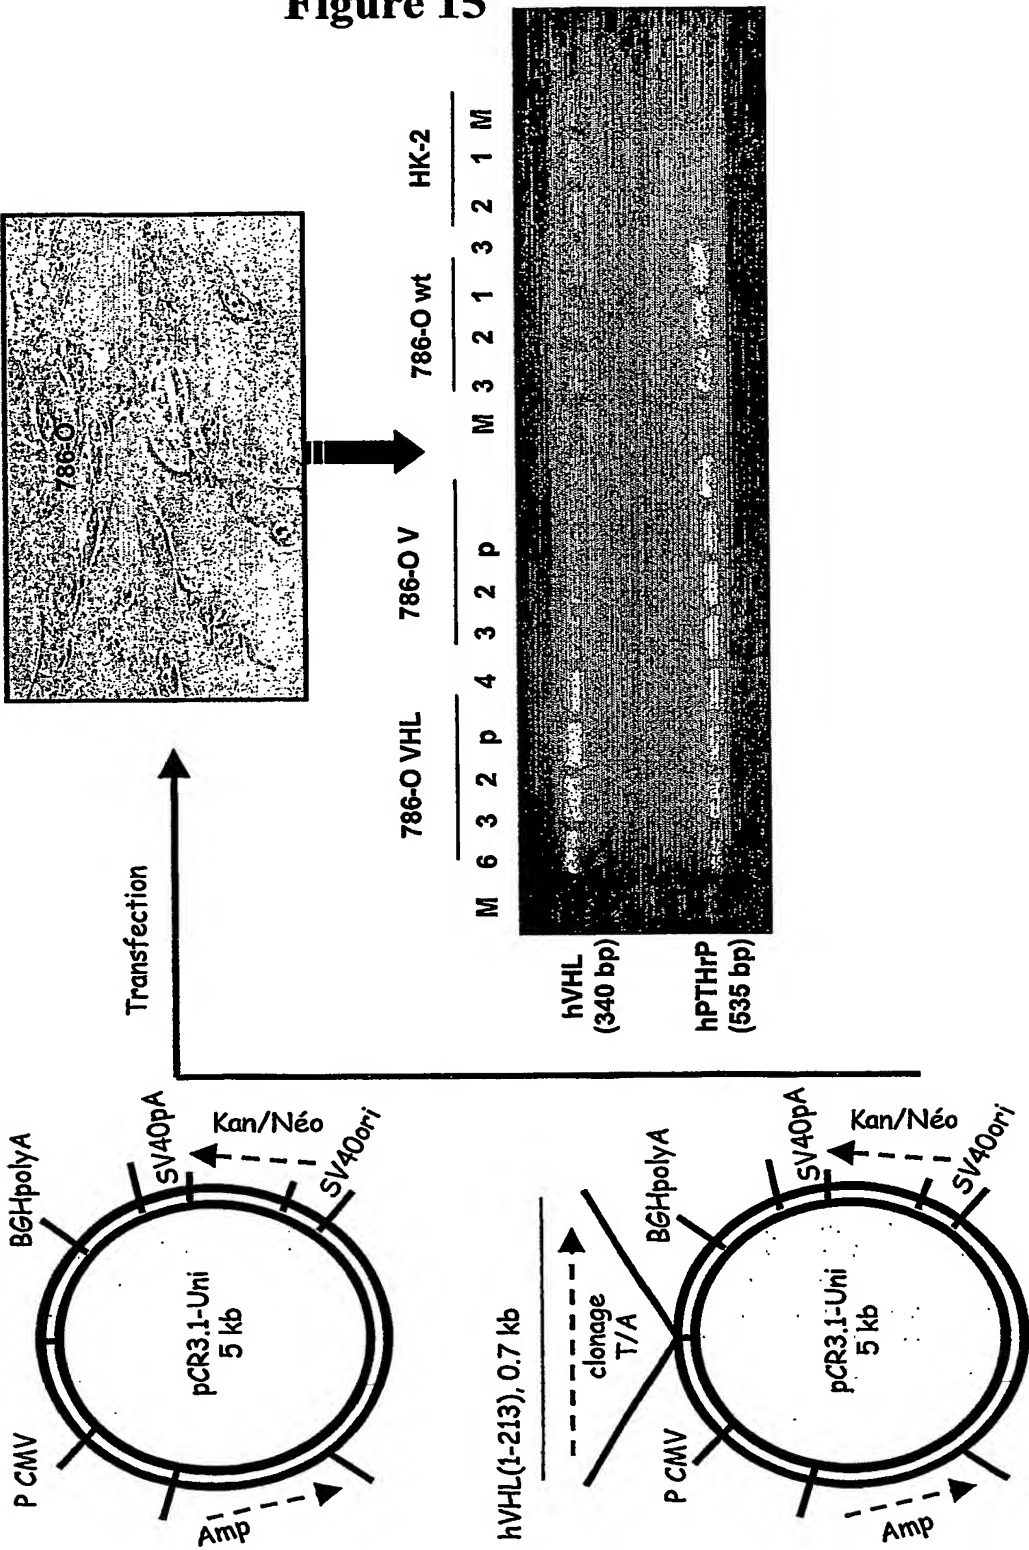 Figure 15
P CMV
BGHpolyA
SV40pA
Kan/Néo
SV40ori
Amp
pCR3.1-Uni
5 kb
hVHL(1-213), 0.7 kb
clonage
T/A
P CMV
BGHpolyA
SV40pA
Kan/Néo
SV40ori
Amp
pCR3.1-Uni
5 kb
Transfection
786-O
786-O VHL
786-O V
786-O wt
HK-2
M 6 3 2 p 4 3 2 p M 3 2 1 3 2 1 M
hVHL
(340 bp)
hPTHrP
(535 bp)